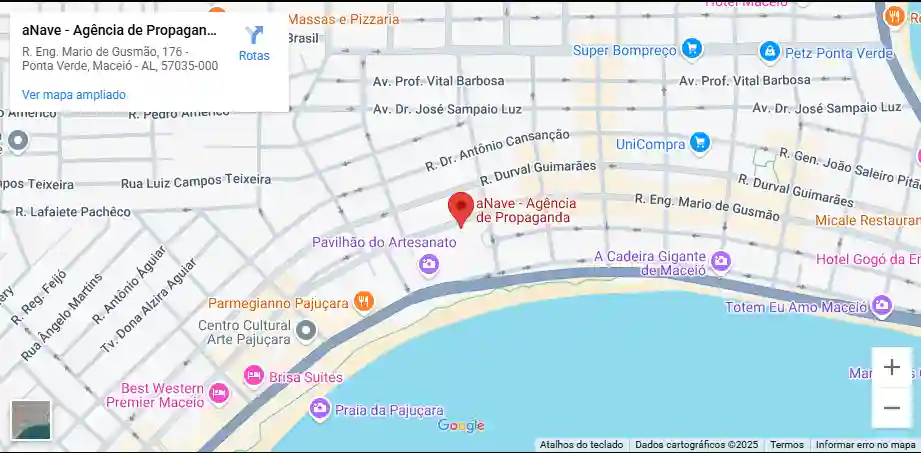 aNave - Agência de Propagan...
R. Eng. Mario de Gusmão, 176 -
Ponta Verde, Maceió - AL, 57035-000
Rotas
Ver mapa ampliado
Massas e Pizzaria
Brasil
Hotel Maceió
Super Bompreço
Petz Ponta Verde
Av. Prof. Vital Barbosa
Av. Prof. Vital Barbosa
Av. Dr. José Sampaio Luz
Av. Dr. José Sampaio Luz
R. Pedro Américo
R. Dr. Antônio Cansanção
UniCompra
R. Gen. João Saleiro Pitã
R. Durval Guimarães
R. Durval Guimarães
pos Teixeira
Rua Luiz Campos Teixeira
R. Lafaiete Pachêco
aNave - Agência
de Propaganda
R. Eng. Mario de Gusmão
Micale Restauran
Pavilhão do Artesanato
A Cadeira Gigante
de Maceió
Hotel Gogó da Em
R. Reg. Feijó
Rua Ângelo Martins
R. Antônio Aguiar
Tv. Dona Alzira Aguiar
Parmegianno Pajuçara
Totem Eu Amo Maceió
Centro Cultural
Arte Pajuçara
Brisa Suítes
Best Western
Premier Maceió
Praia da Pajuçara
Google
Atalhos do teclado
Dados cartográficos ©2025
Termos
Informar erro no mapa